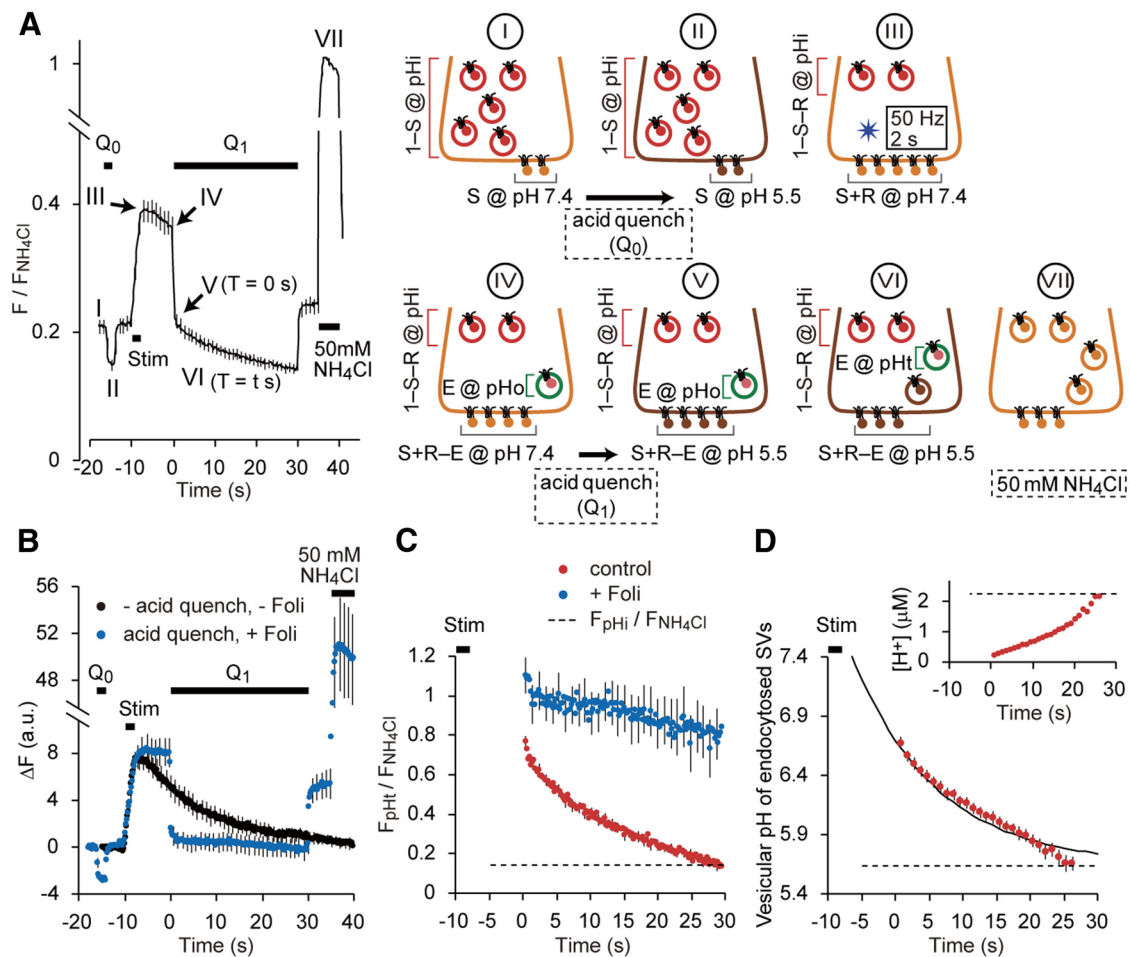 A
VII
1
Q0
Q1
III
IV
0.4
F / FNH4Cl
V (T = 0 s)
I
0.2
Stim
50mM
NH4Cl
II
VI (T = t s)
0
-20 -10 0 10 20 30 40
Time (s)
I II III
1–S @ pHi
1–S @ pHi
1–S–R @ pHi
50 Hz
2 s
S @ pH 7.4
S @ pH 5.5
S+R @ pH 7.4
acid quench
(Q0)
IV V VI VII
1–S–R @ pHi
1–S–R @ pHi
1–S–R @ pHi
E @ pHo
E @ pHo
E @ pHt
S+R–E @ pH 7.4
S+R–E @ pH 5.5
S+R–E @ pH 5.5
acid quench
(Q1)
50 mM NH4Cl
B
50 mM
NH4Cl
56
- acid quench, - Foli
acid quench, + Foli
52
Q0
Q1
48
Stim
8
ΔF (a.u.)
4
0
-4
-20 -10 0 10 20 30 40
Time (s)
C
control
+ Foli
FpHi / FNH4Cl
Stim
1.2
1
0.8
0.6
0.4
0.2
0
FpHt / FNH4Cl
-10 -5 0 5 10 15 20 25 30
Time (s)
D
Stim
7.4
6.9
6.4
5.9
5.4
Vesicular pH of endocytosed SVs
-10 -5 0 5 10 15 20 25 30
Time (s)
[H+] (µM)
2
1
0
-10 0 10 20 30
Time (s)